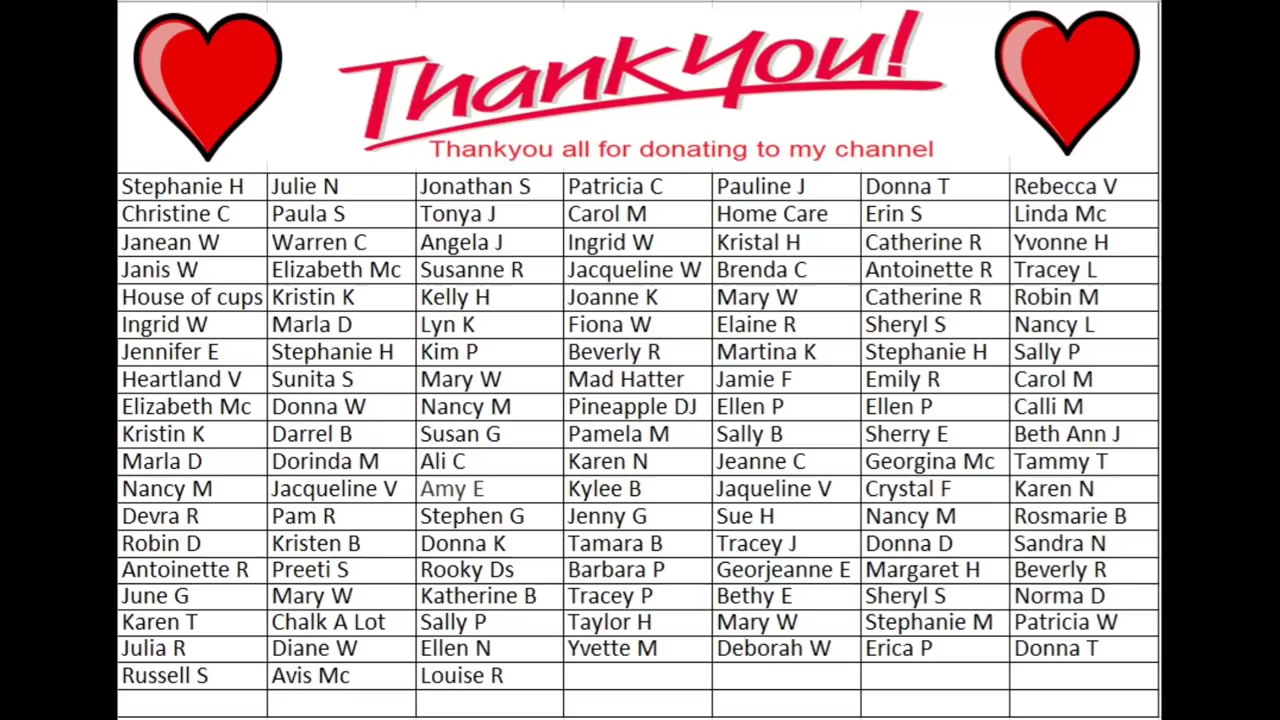 Thank You!
Thankyou all for donating to my channel
Stephanie H Julie N Jonathan S Patricia C Pauline J Donna T Rebecca V
Christine C Paula S Tonya J Carol M Home Care Erin S Linda Mc
Janean W Warren C Angela J Ingrid W Kristal H Catherine R Yvonne H
Janis W Elizabeth Mc Susanne R Jacqueline W Brenda C Antoinette R Tracey L
House of cups Kristin K Kelly H Joanne K Mary W Catherine R Robin M
Ingrid W Marla D Lyn K Fiona W Elaine R Sheryl S Nancy L
Jennifer E Stephanie H Kim P Beverly R Martina K Stephanie H Sally P
Heartland V Sunita S Mary W Mad Hatter Jamie F Emily R Carol M
Elizabeth Mc Donna W Nancy M Pineapple DJ Ellen P Ellen P Calli M
Kristin K Darrel B Susan G Pamela M Sally B Sherry E Beth Ann J
Marla D Dorinda M Ali C Karen N Jeanne C Georgina Mc Tammy T
Nancy M Jacqueline V Amy E Kylee B Jaqueline V Crystal F Karen N
Devra R Pam R Stephen G Jenny G Sue H Nancy M Rosmarie B
Robin D Kristen B Donna K Tamara B Tracey J Donna D Sandra N
Antoinette R Preeti S Rooky Ds Barbara P Georjeanne E Margaret H Beverly R
June G Mary W Katherine B Tracey P Bethy E Sheryl S Norma D
Karen T Chalk A Lot Sally P Taylor H Mary W Stephanie M Patricia W
Julia R Diane W Ellen N Yvette M Deborah W Erica P Donna T
Russell S Avis Mc Louise R